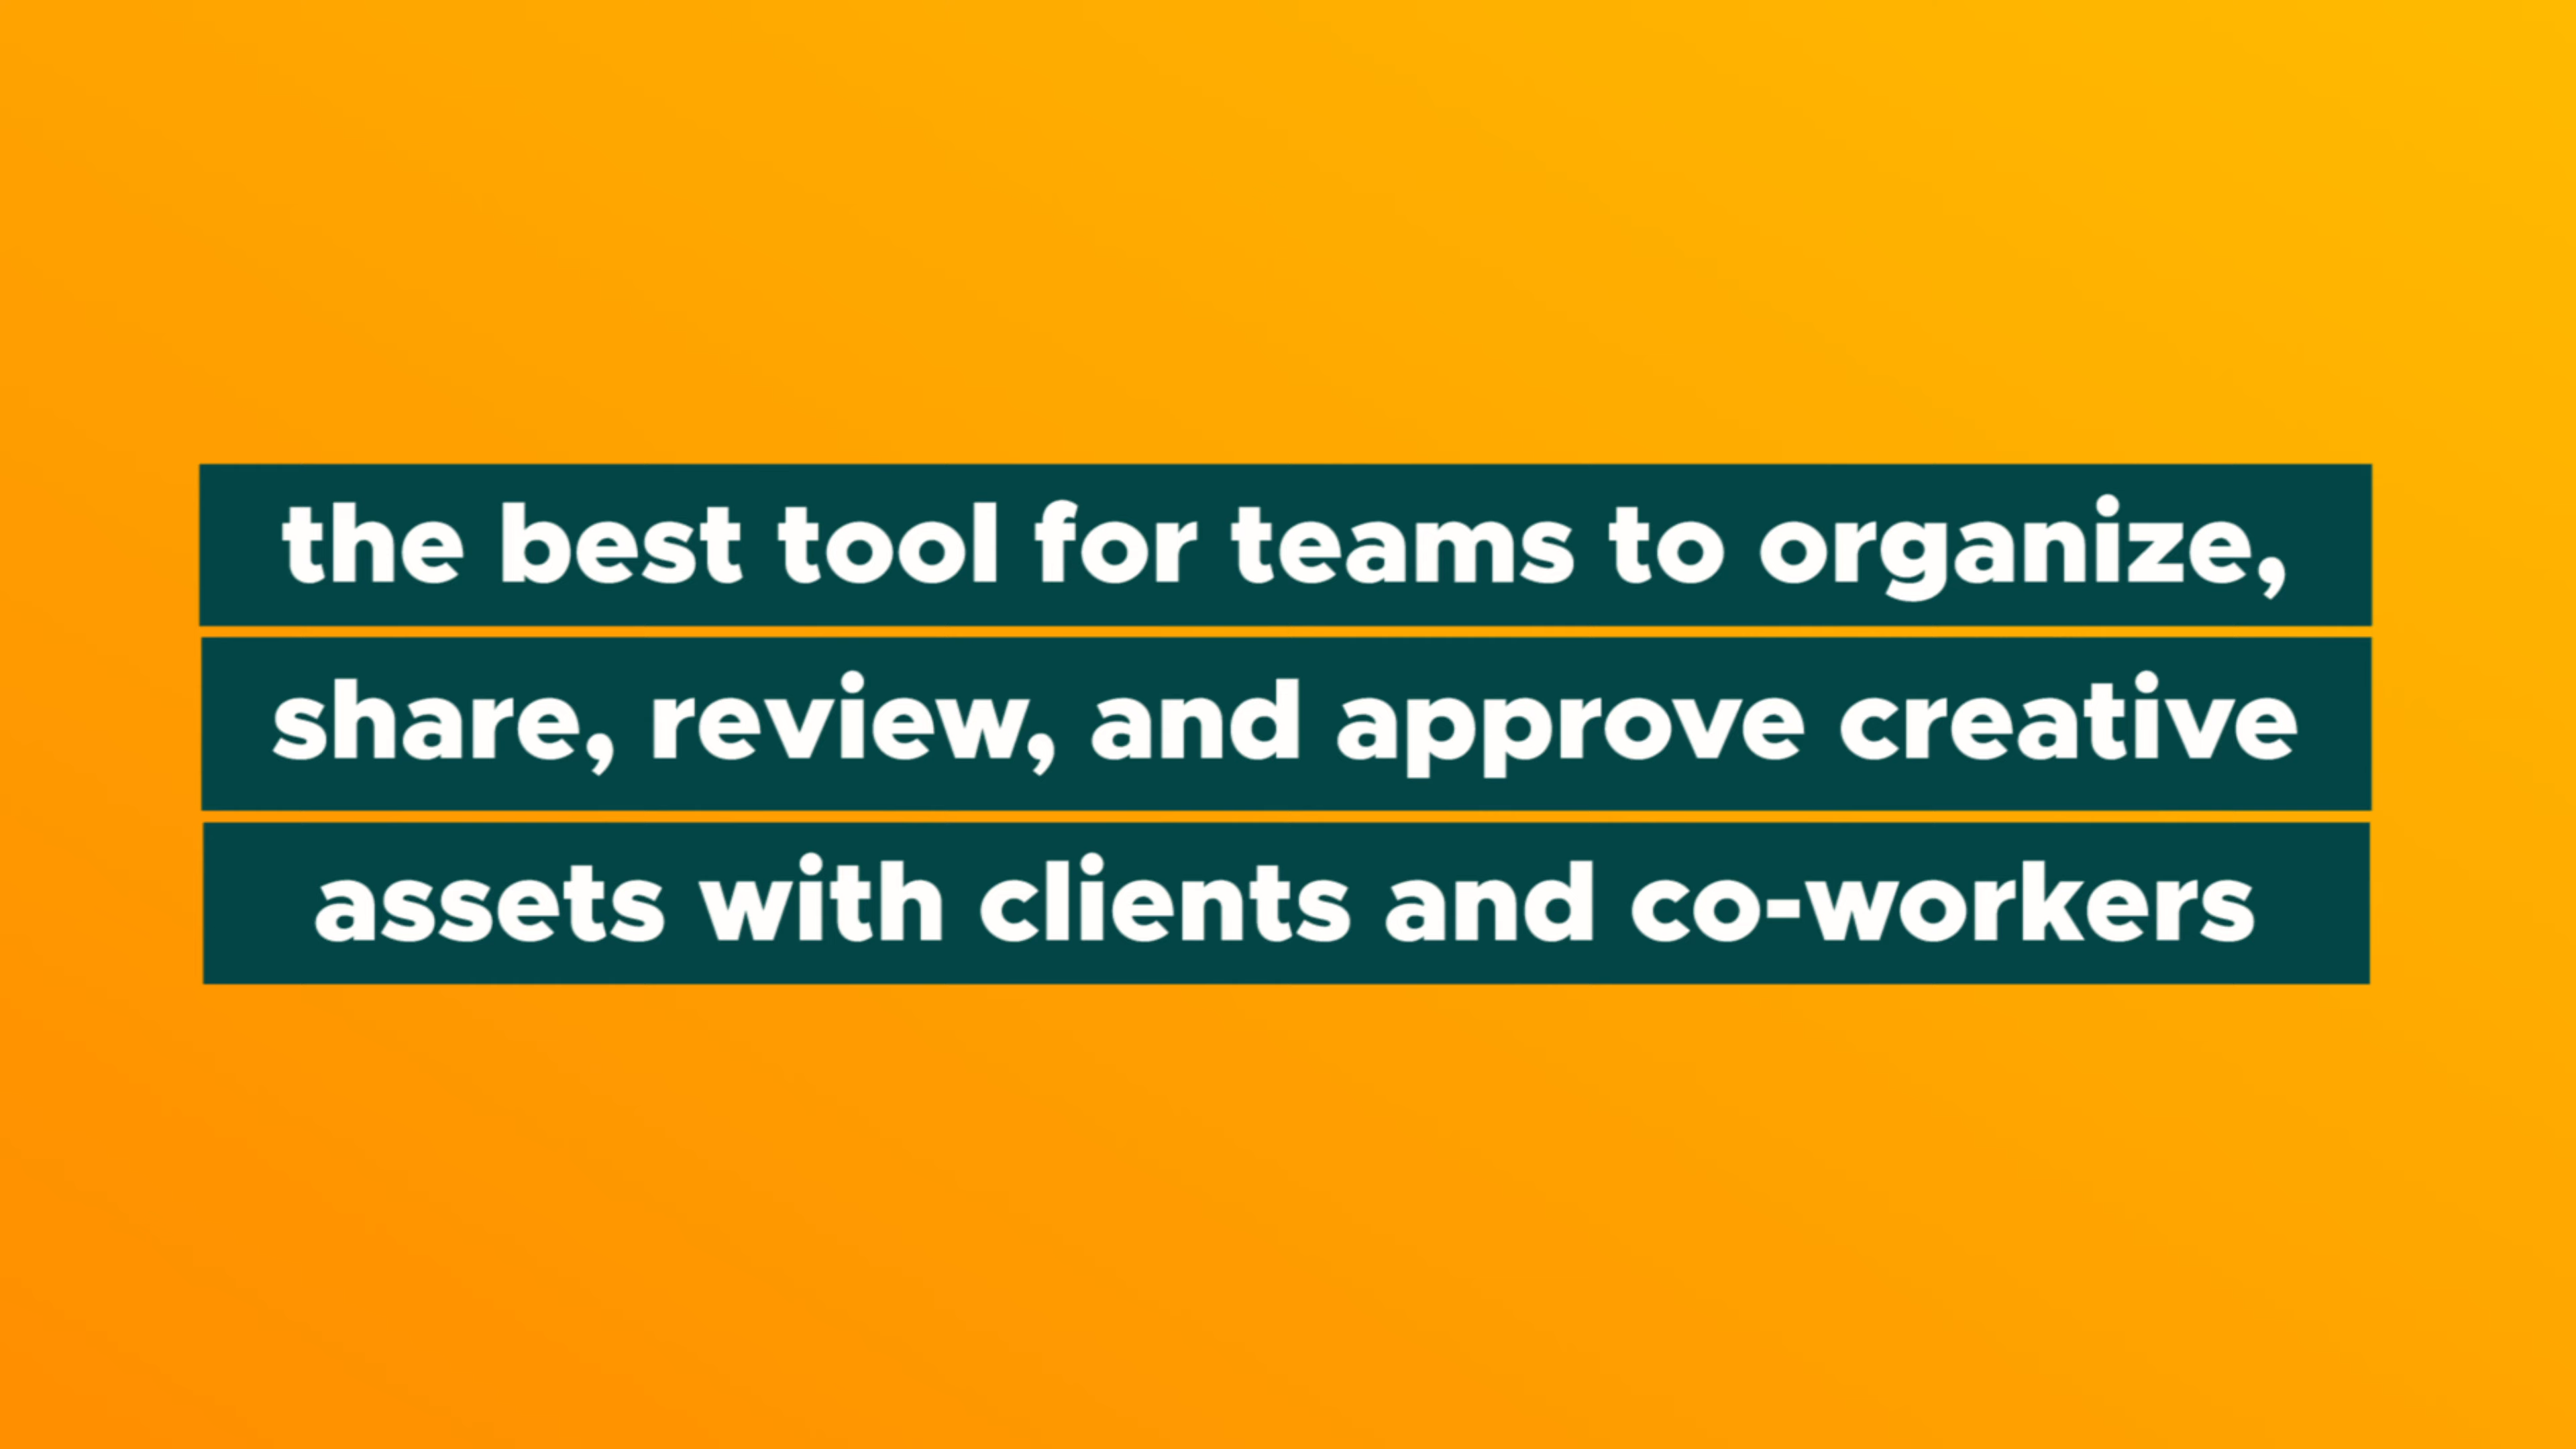 the best tool for teams to organize,
share, review, and approve creative
assets with clients and co-workers